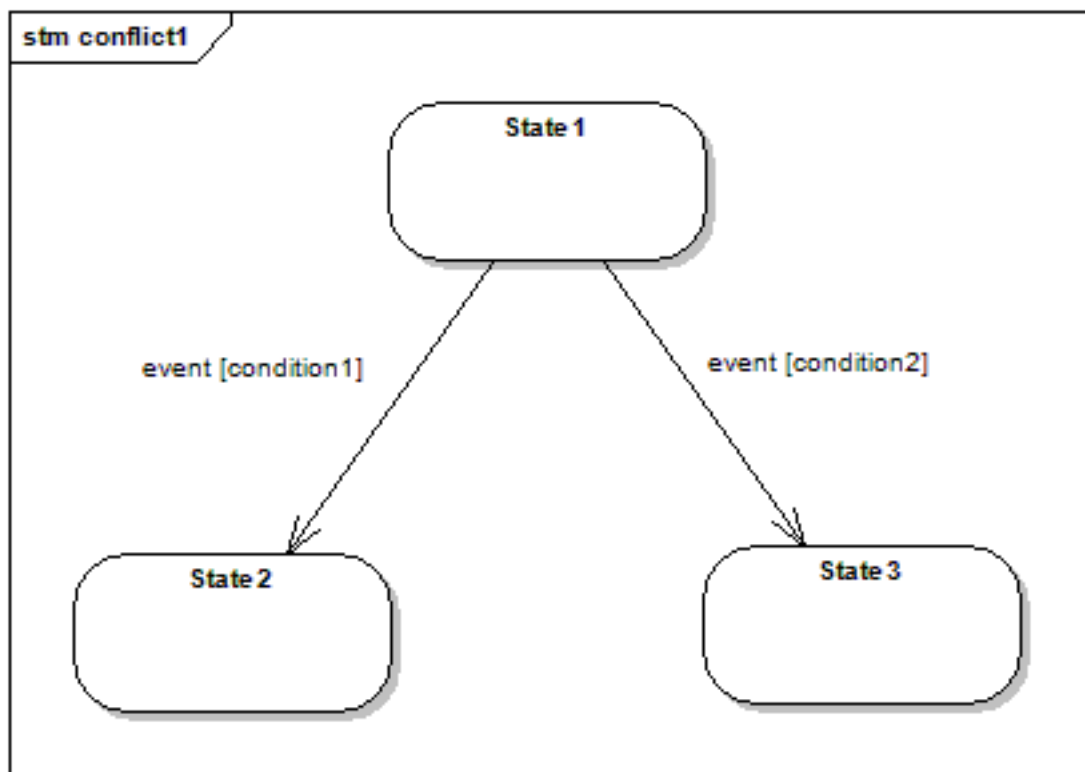 stm conflict1
State 1
event [condition1]
event [condition2]
State 2
State 3